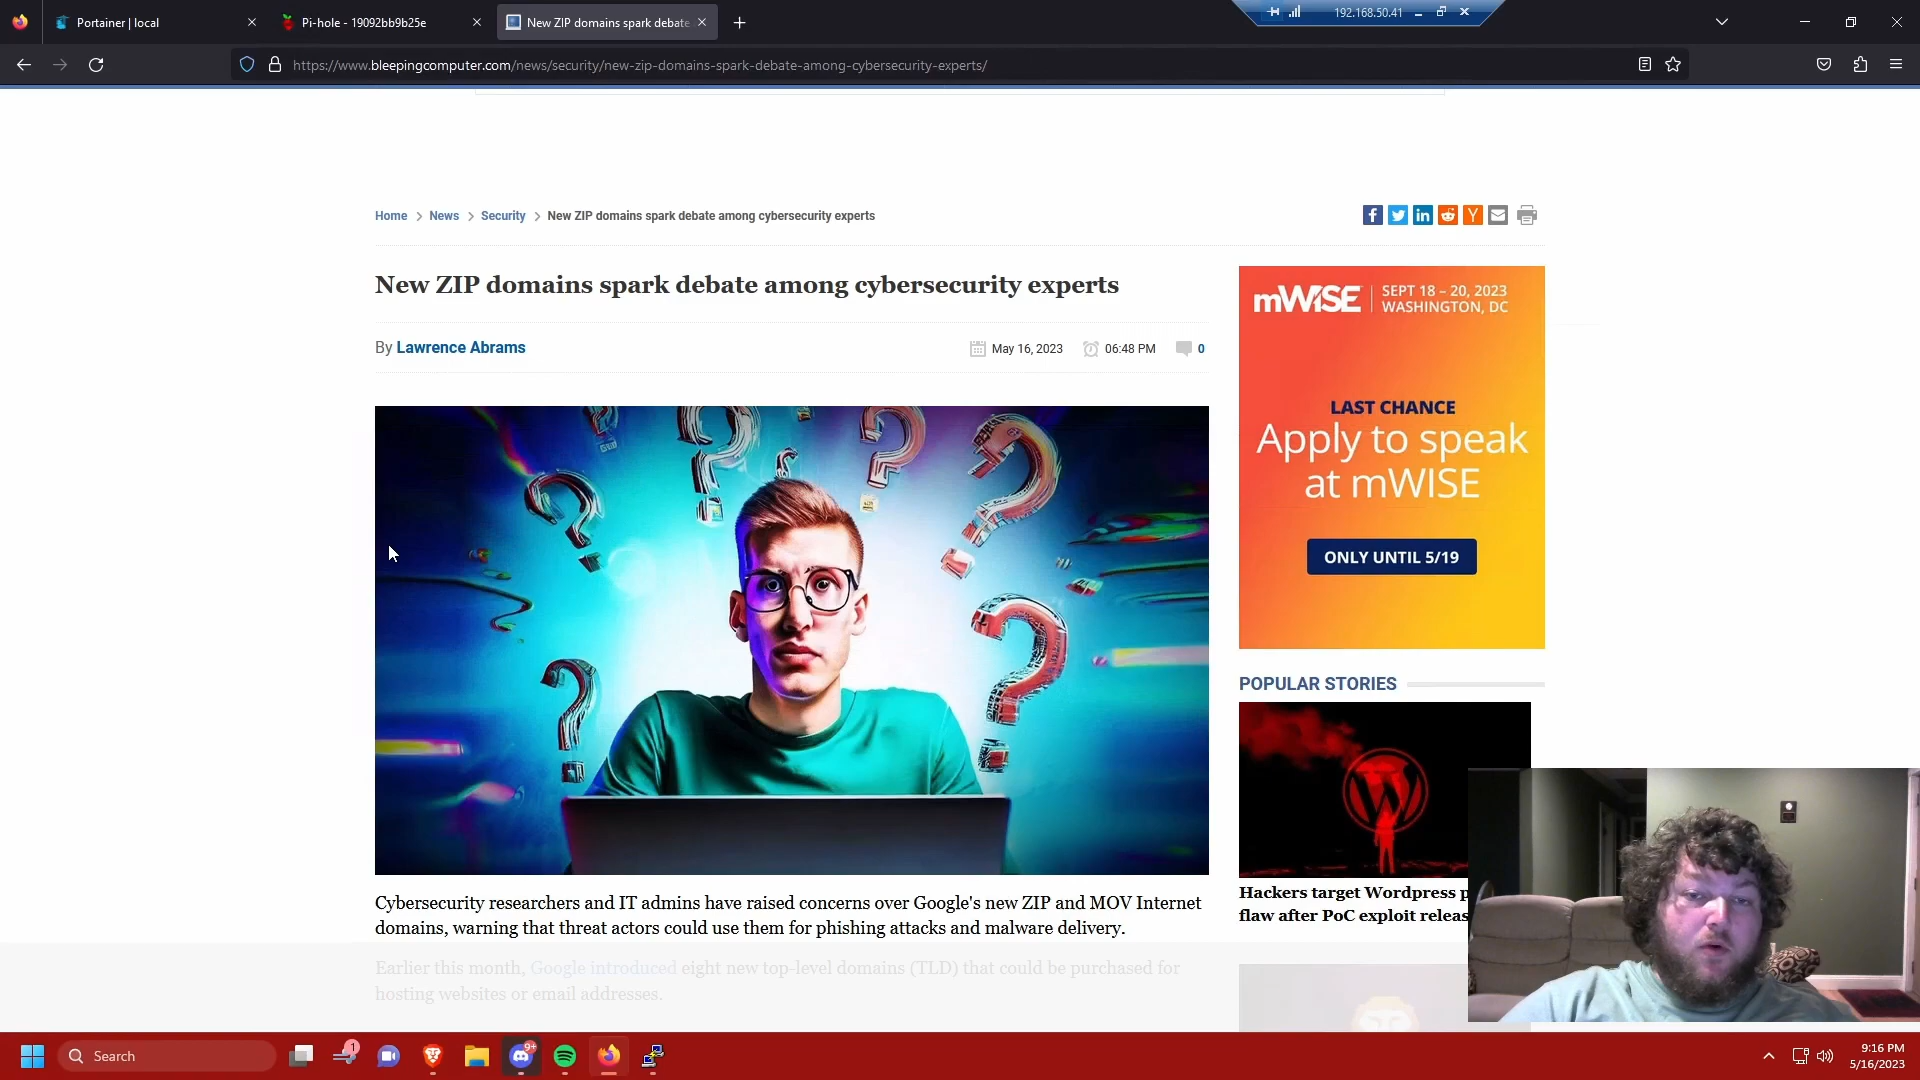 Portainer | local
Pi-hole - 19092bb9b25e
New ZIP domains spark debate
192.168.50.41
https://www.bleepingcomputer.com/news/security/new-zip-domains-spark-debate-among-cybersecurity-experts/
Home > News > Security > New ZIP domains spark debate among cybersecurity experts
New ZIP domains spark debate among cybersecurity experts
By Lawrence Abrams
May 16, 2023
06:48 PM
0
mWISE
SEPT 18 – 20, 2023
WASHINGTON, DC
LAST CHANCE
Apply to speak
at mWISE
ONLY UNTIL 5/19
POPULAR STORIES
Hackers target Wordpress p
flaw after PoC exploit releas
Cybersecurity researchers and IT admins have raised concerns over Google's new ZIP and MOV Internet
domains, warning that threat actors could use them for phishing attacks and malware delivery.
Earlier this month, Google introduced eight new top-level domains (TLD) that could be purchased for
hosting websites or email addresses.
Search
1
9+
9:16 PM
5/16/2023